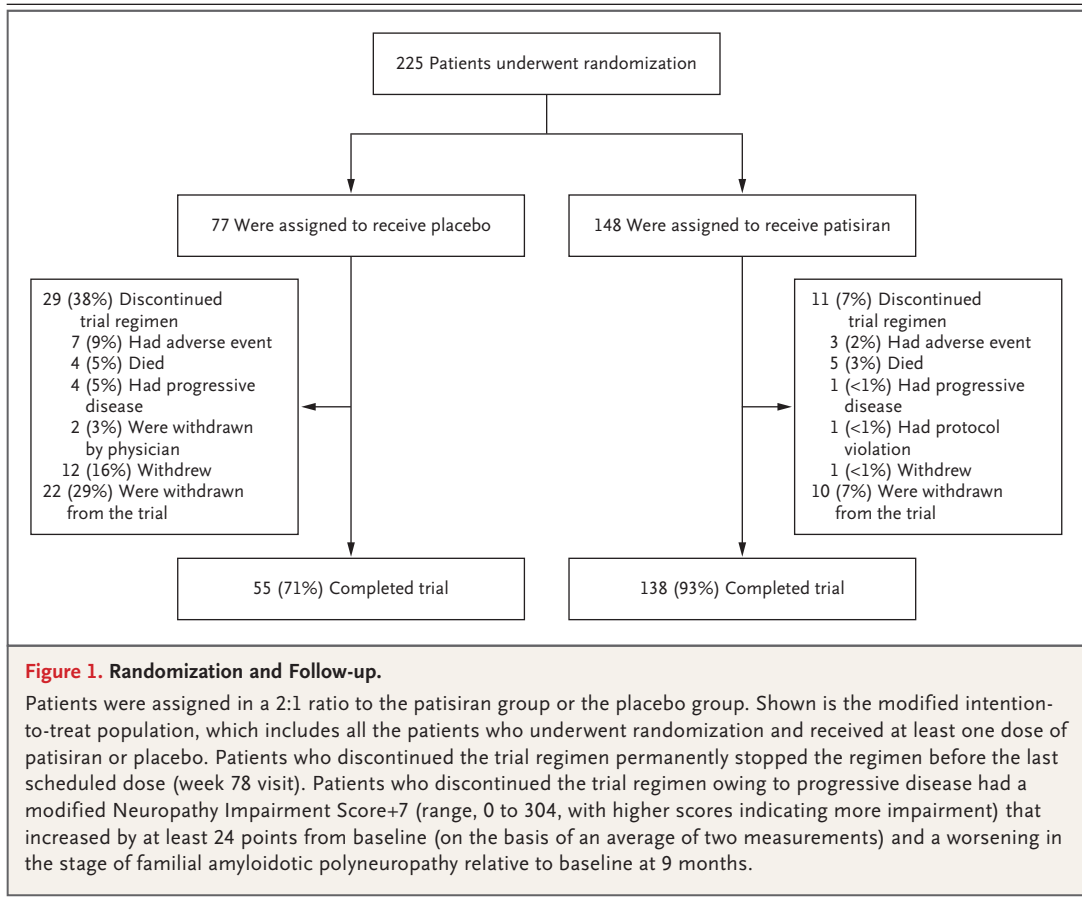 225 Patients underwent randomization
77 Were assigned to receive placebo
148 Were assigned to receive patisiran
29 (38%) Discontinued
trial regimen
7 (9%) Had adverse event
4 (5%) Died
4 (5%) Had progressive
disease
2 (3%) Were withdrawn
by physician
12 (16%) Withdrew
22 (29%) Were withdrawn
from the trial
11 (7%) Discontinued
trial regimen
3 (2%) Had adverse event
5 (3%) Died
1 (<1%) Had progressive
disease
1 (<1%) Had protocol
violation
1 (<1%) Withdrew
10 (7%) Were withdrawn
from the trial
55 (71%) Completed trial
138 (93%) Completed trial
Figure 1. Randomization and Follow-up.
Patients were assigned in a 2:1 ratio to the patisiran group or the placebo group. Shown is the modified intention-
to-treat population, which includes all the patients who underwent randomization and received at least one dose of
patisiran or placebo. Patients who discontinued the trial regimen permanently stopped the regimen before the last
scheduled dose (week 78 visit). Patients who discontinued the trial regimen owing to progressive disease had a
modified Neuropathy Impairment Score+7 (range, 0 to 304, with higher scores indicating more impairment) that
increased by at least 24 points from baseline (on the basis of an average of two measurements) and a worsening in
the stage of familial amyloidotic polyneuropathy relative to baseline at 9 months.